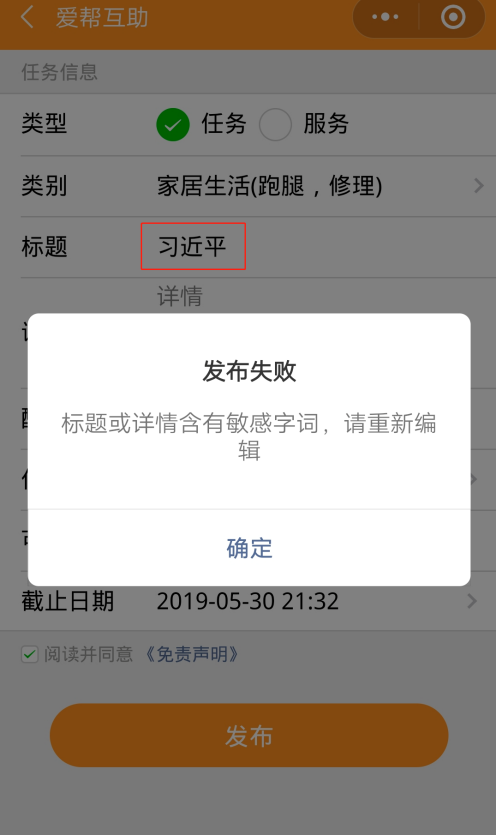 爱帮互助
任务信息
类型 任务 服务
类别 家居生活(跑腿，修理)
标题 习近平
详情
发布失败
标题或详情含有敏感字词，请重新编
辑
确定
截止日期 2019-05-30 21:32
阅读并同意 《免责声明》
发布